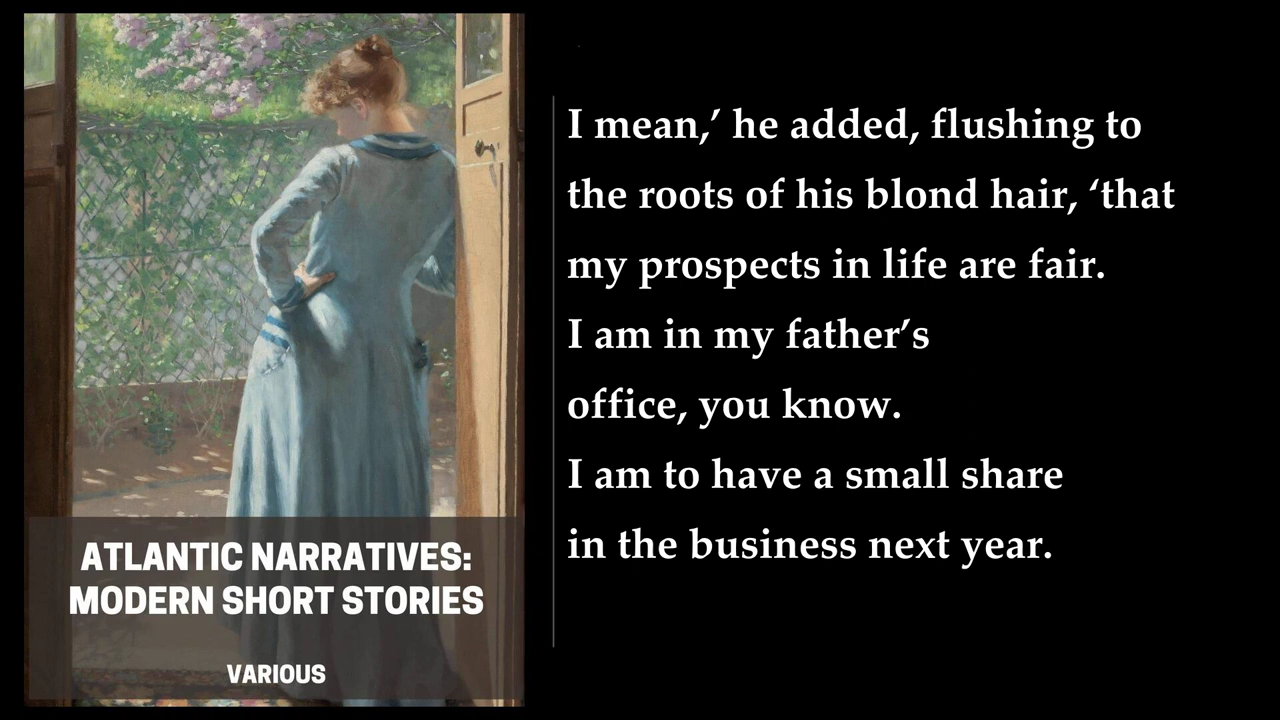 ATLANTIC NARRATIVES:
MODERN SHORT STORIES
VARIOUS
I mean,’ he added, flushing to
the roots of his blond hair, ‘that
my prospects in life are fair.
I am in my father’s
office, you know.
I am to have a small share
in the business next year.